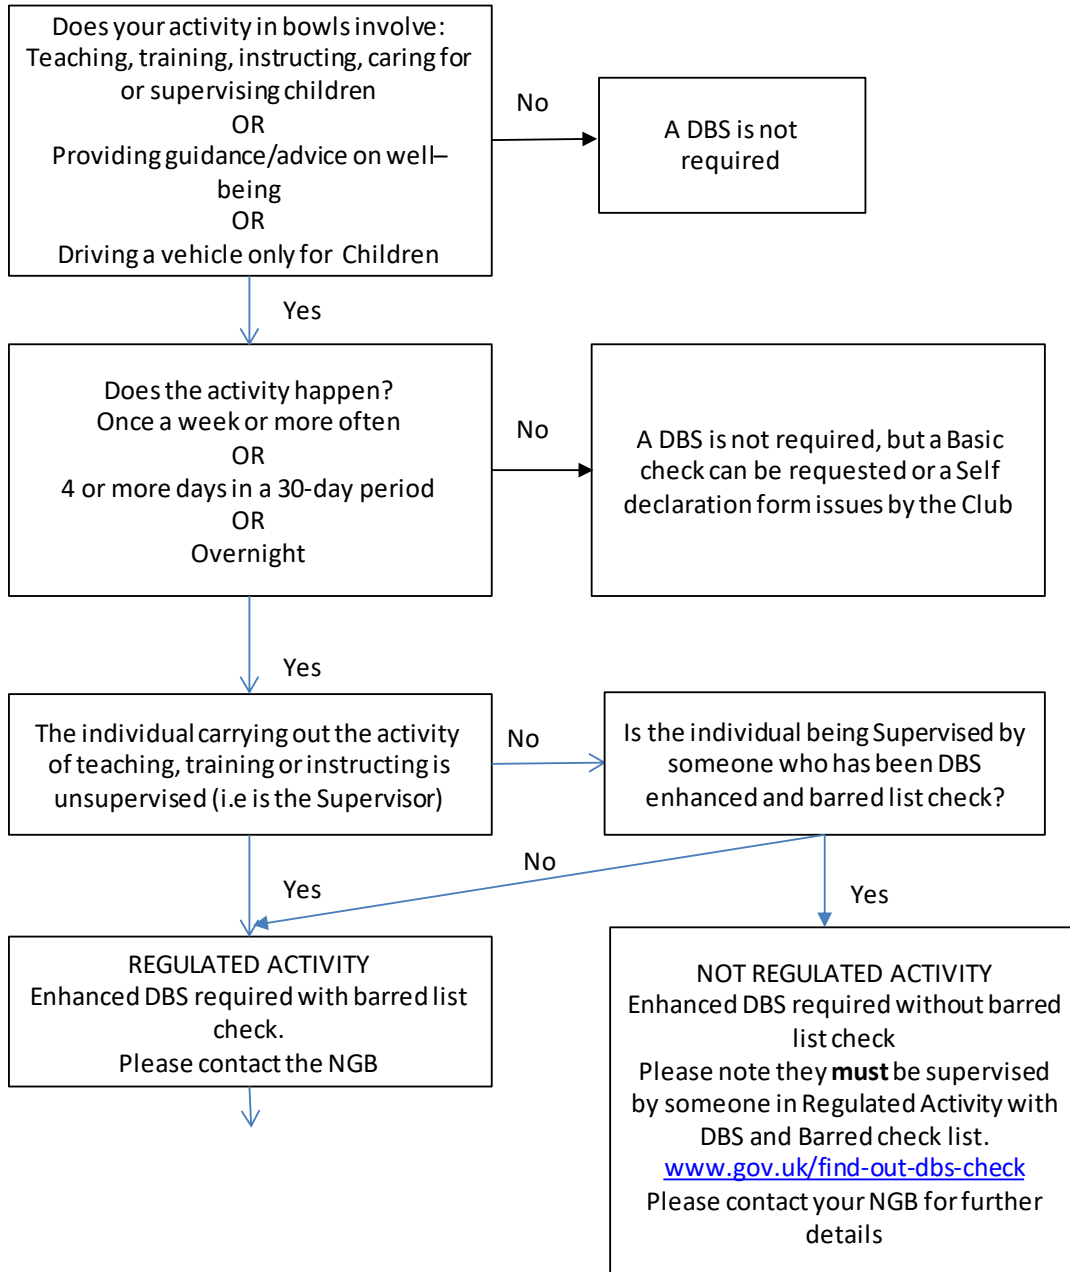 Does your activity in bowls involve:
Teaching, training, instructing, caring for
or supervising children
OR
Providing guidance/advice on well–
being
OR
Driving a vehicle only for Children
No
A DBS is not
required
Yes
Does the activity happen?
Once a week or more often
OR
4 or more days in a 30-day period
OR
Overnight
No
A DBS is not required, but a Basic
check can be requested or a Self
declaration form issues by the Club
Yes
The individual carrying out the activity
of teaching, training or instructing is
unsupervised (i.e is the Supervisor)
No
Is the individual being Supervised by
someone who has been DBS
enhanced and barred list check?
No
Yes
Yes
REGULATED ACTIVITY
Enhanced DBS required with barred list
check.
Please contact the NGB
NOT REGULATED ACTIVITY
Enhanced DBS required without barred
list check
Please note they must be supervised
by someone in Regulated Activity with
DBS and Barred check list.
www.gov.uk/find-out-dbs-check
Please contact your NGB for further
details